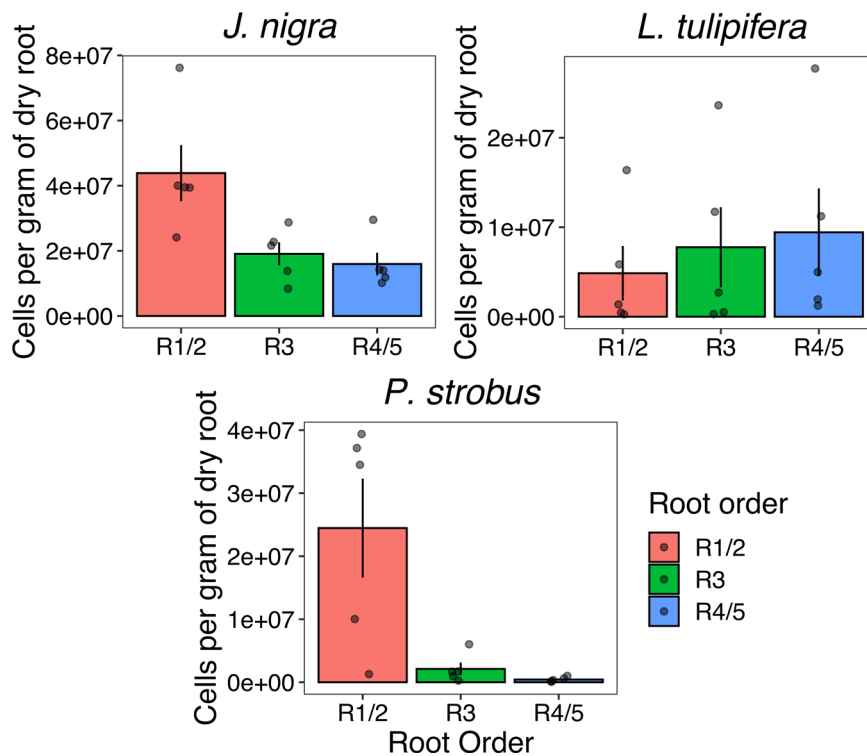 J. nigra
Cells per gram of dry root
8e+07
6e+07
4e+07
2e+07
0e+00
R1/2 R3 R4/5
L. tulipifera
Cells per gram of dry root
2e+07
1e+07
0e+00
R1/2 R3 R4/5
P. strobus
Cells per gram of dry root
4e+07
3e+07
2e+07
1e+07
0e+00
R1/2 R3 R4/5
Root Order
Root order
R1/2
R3
R4/5